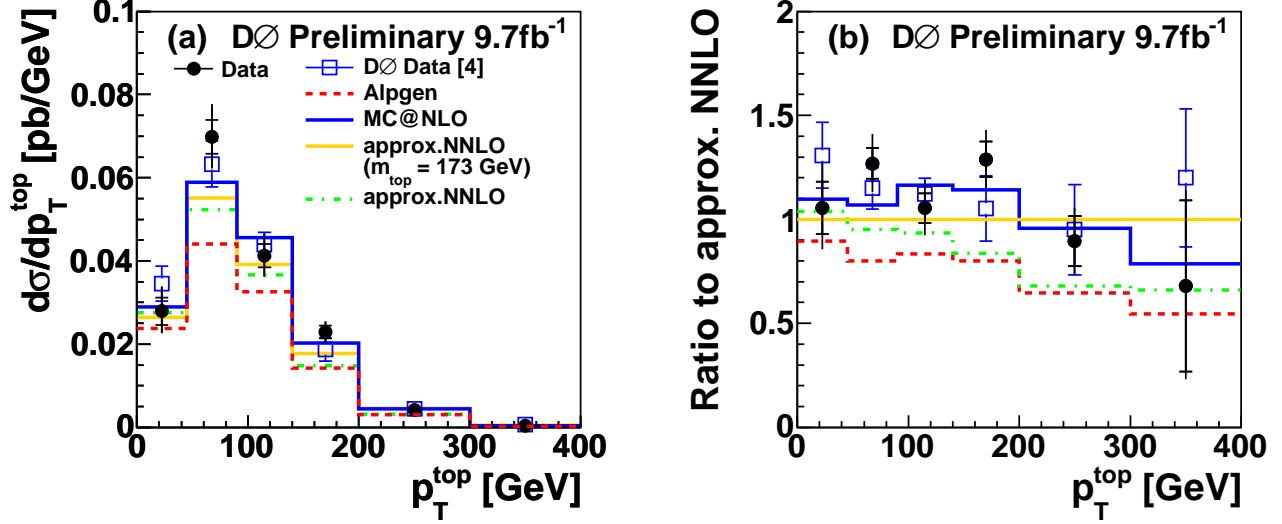 (a) DØ Preliminary 9.7fb-1
Data
DØ Data [4]
Alpgen
MC@NLO
approx.NNLO
(mtop = 173 GeV)
approx.NNLO
dσ/dpTtop [pb/GeV]
0.1
0.08
0.06
0.04
0.02
0
0 100 200 300 400
pTtop [GeV]
(b) DØ Preliminary 9.7fb-1
Ratio to approx. NNLO
2
1.5
1
0.5
0
0 100 200 300 400
pTtop [GeV]